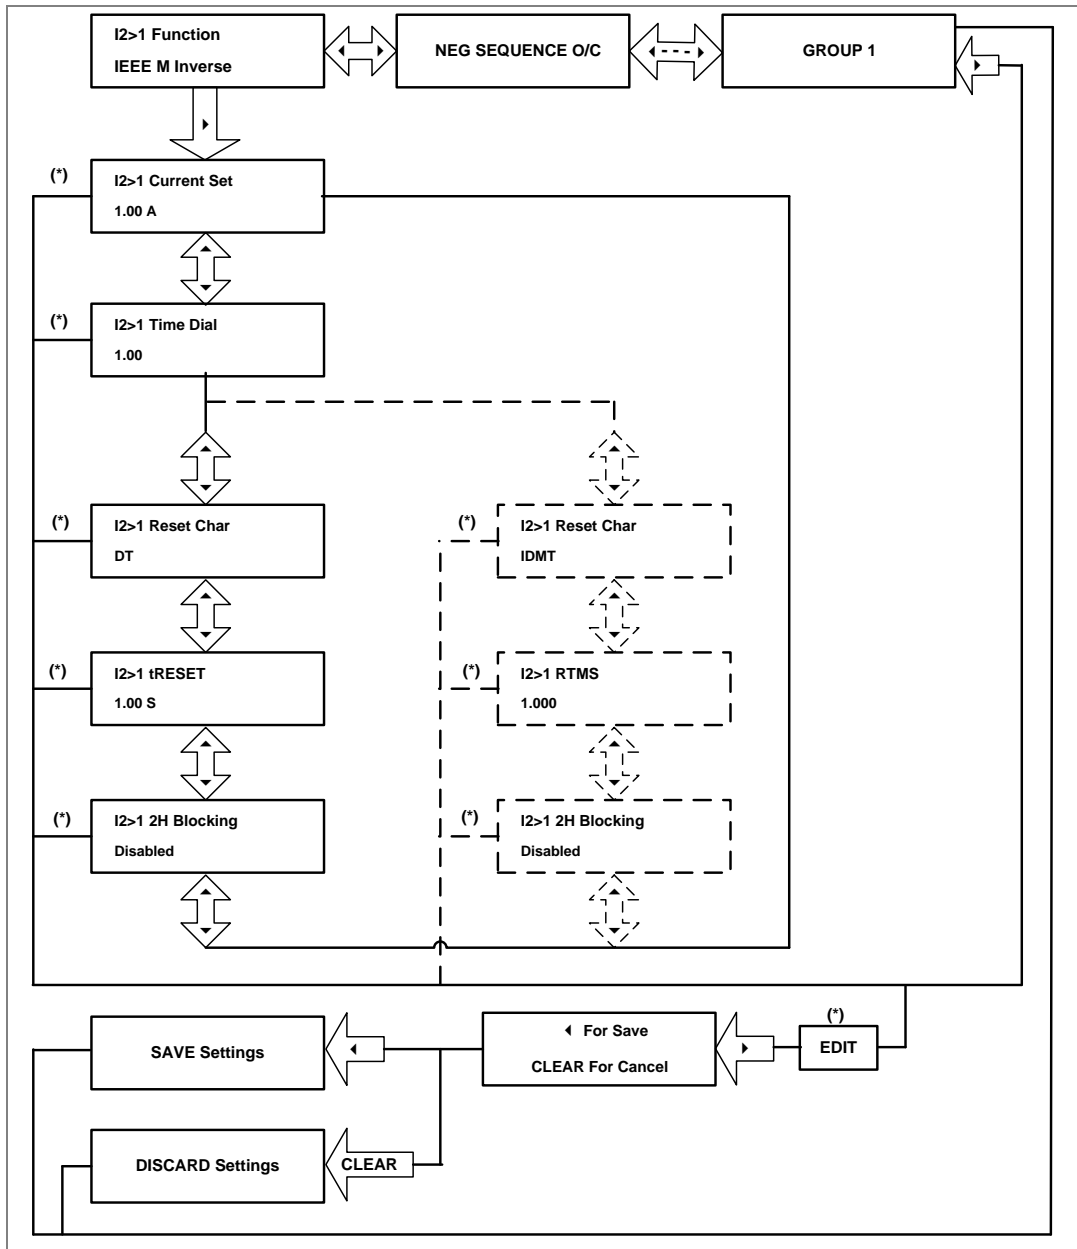 I2>1 Function
IEEE M Inverse
NEG SEQUENCE O/C
GROUP 1
(*)
I2>1 Current Set
1.00 A
(*)
I2>1 Time Dial
1.00
(*)
I2>1 Reset Char
DT
(*)
I2>1 Reset Char
IDMT
(*)
I2>1 tRESET
1.00 S
(*)
I2>1 RTMS
1.000
(*)
I2>1 2H Blocking
Disabled
(*)
I2>1 2H Blocking
Disabled
SAVE Settings
For Save
CLEAR For Cancel
(*)
EDIT
DISCARD Settings
CLEAR